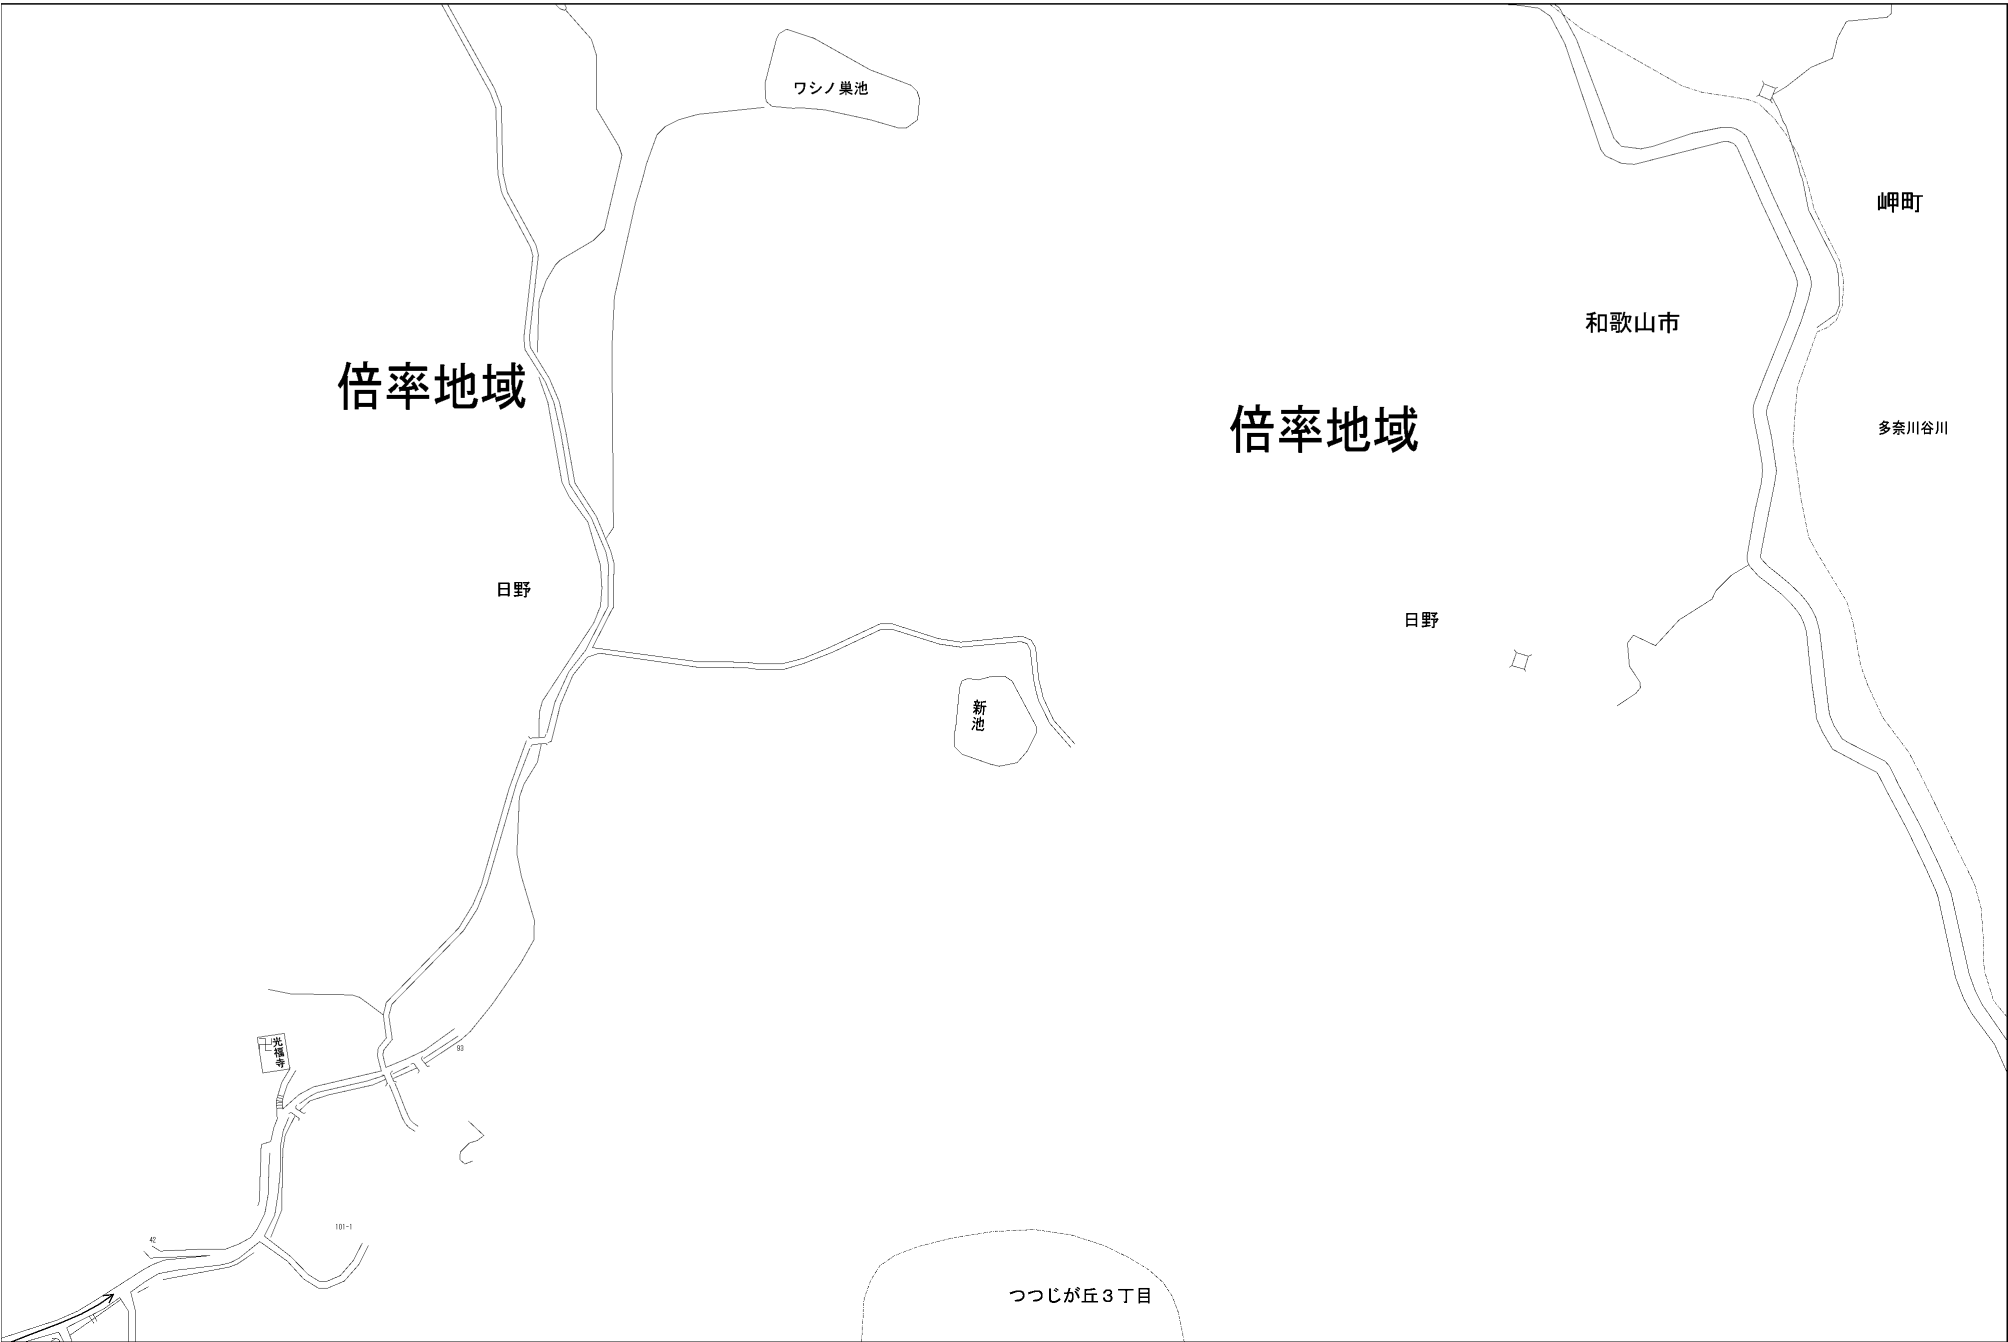 ワシノ巣池
岬町
和歌山市
倍率地域
倍率地域
多奈川谷川
日野
日野
新池
光福寺
93
101-1
42
つつじが丘3丁目